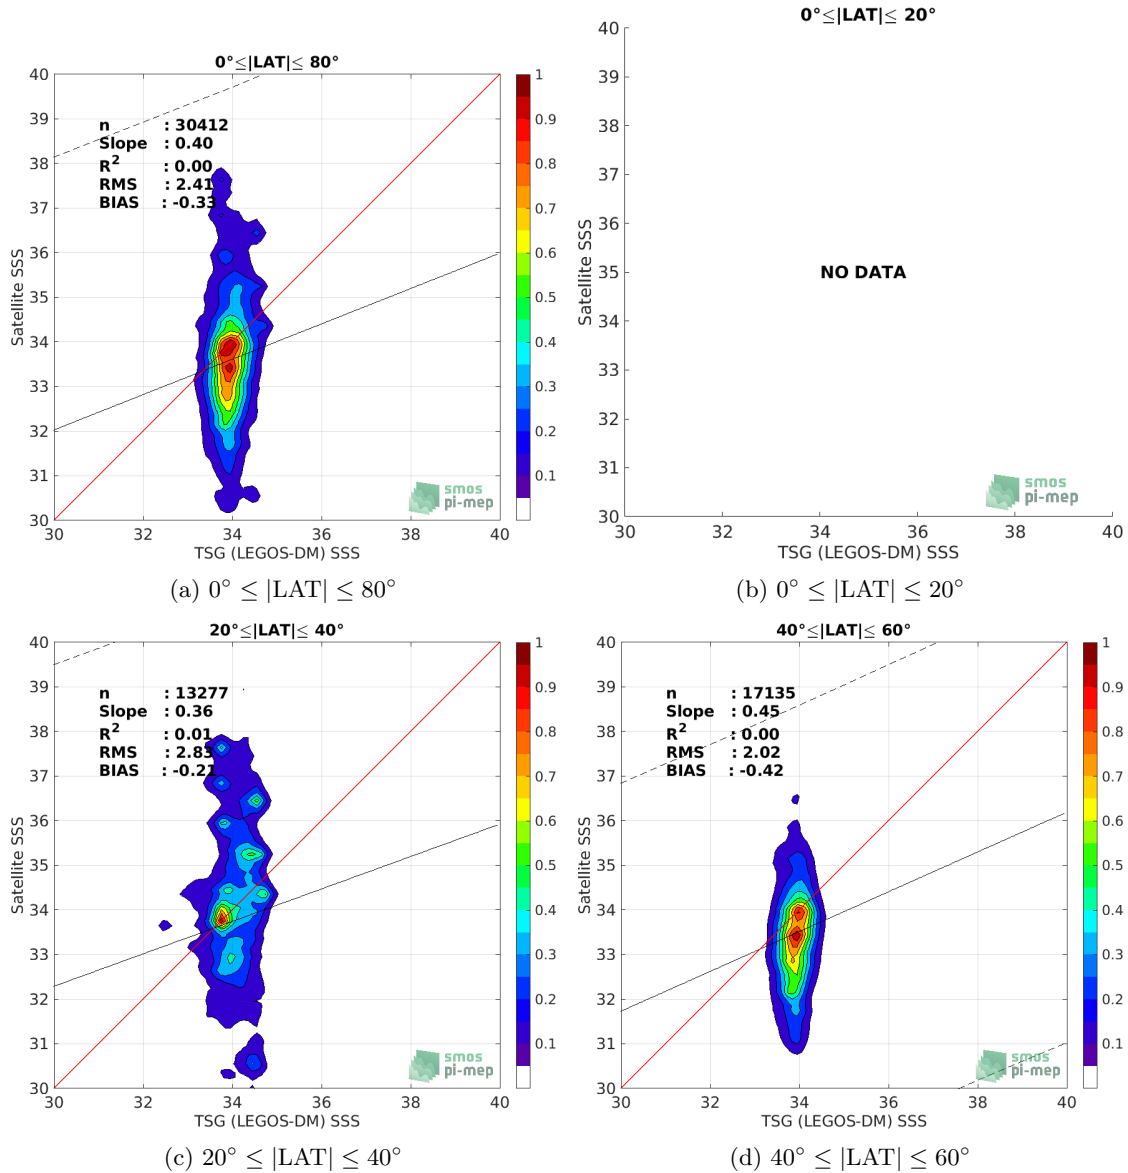 0°≤|LAT|≤ 80°
40
39
38
37
36
35
34
33
32
31
30
Satellite SSS
n : 30412
Slope : 0.40
R2 : 0.00
RMS : 2.41
BIAS : -0.33
smos
pi-mep
30 32 34 36 38 40
TSG (LEGOS-DM) SSS
1
0.9
0.8
0.7
0.6
0.5
0.4
0.3
0.2
0.1
(a) 0° ≤ |LAT| ≤ 80°
0°≤|LAT|≤ 20°
40
39
38
37
36
35
34
33
32
31
30
Satellite SSS
NO DATA
smos
pi-mep
30 32 34 36 38 40
TSG (LEGOS-DM) SSS
(b) 0° ≤ |LAT| ≤ 20°
20°≤|LAT|≤ 40°
40
39
38
37
36
35
34
33
32
31
30
Satellite SSS
n : 13277
Slope : 0.36
R2 : 0.01
RMS : 2.83
BIAS : -0.21
smos
pi-mep
30 32 34 36 38 40
TSG (LEGOS-DM) SSS
1
0.9
0.8
0.7
0.6
0.5
0.4
0.3
0.2
0.1
(c) 20° ≤ |LAT| ≤ 40°
40°≤|LAT|≤ 60°
40
39
38
37
36
35
34
33
32
31
30
Satellite SSS
n : 17135
Slope : 0.45
R2 : 0.00
RMS : 2.02
BIAS : -0.42
smos
pi-mep
30 32 34 36 38 40
TSG (LEGOS-DM) SSS
1
0.9
0.8
0.7
0.6
0.5
0.4
0.3
0.2
0.1
(d) 40° ≤ |LAT| ≤ 60°